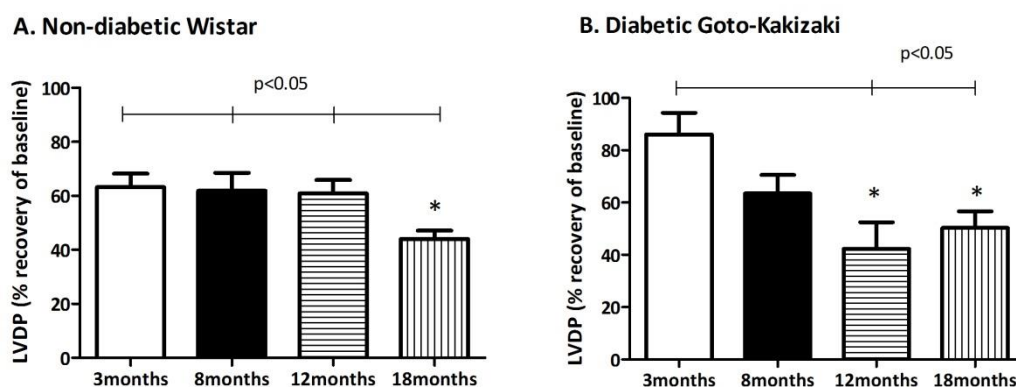 A. Non-diabetic Wistar
p<0.05
LVDP (% recovery of baseline)
100
80
60
40
20
0
*
3months 8months 12months 18months
B. Diabetic Goto-Kakizaki
p<0.05
LVDP (% recovery of baseline)
100
80
60
40
20
0
* *
3months 8months 12months 18months